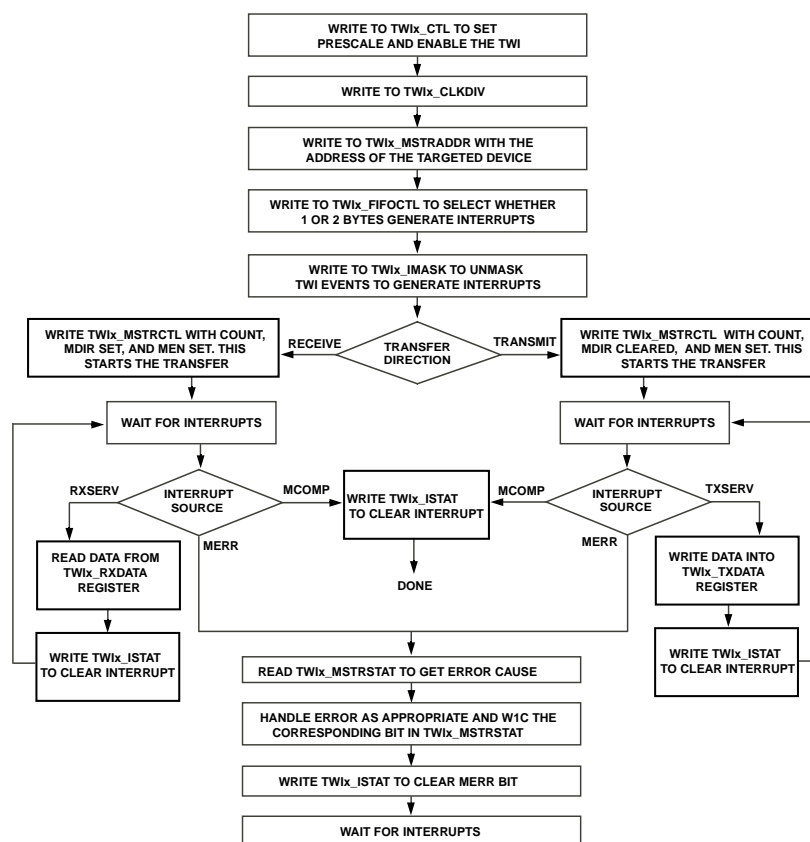 WRITE TO TWIx_CTL TO SET
PRESCALE AND ENABLE THE TWI
WRITE TO TWIx_CLKDIV
WRITE TO TWIx_MSTRADDR WITH THE
ADDRESS OF THE TARGETED DEVICE
WRITE TO TWIx_FIFOCTL TO SELECT WHETHER
1 OR 2 BYTES GENERATE INTERRUPTS
WRITE TO TWIx_IMASK TO UNMASK
TWI EVENTS TO GENERATE INTERRUPTS
WRITE TWIx_MSTRCTL WITH COUNT,
MDIR SET, AND MEN SET. THIS
STARTS THE TRANSFER
RECEIVE
TRANSFER
DIRECTION
TRANSMIT
WRITE TWIx_MSTRCTL WITH COUNT,
MDIR CLEARED, AND MEN SET. THIS
STARTS THE TRANSFER
WAIT FOR INTERRUPTS
WAIT FOR INTERRUPTS
RXSERV
INTERRUPT
SOURCE
MCOMP
MERR
WRITE TWIx_ISTAT
TO CLEAR INTERRUPT
MCOMP
INTERRUPT
SOURCE
TXSERV
MERR
READ DATA FROM
TWIx_RXDATA
REGISTER
DONE
WRITE DATA INTO
TWIx_TXDATA
REGISTER
WRITE TWIx_ISTAT
TO CLEAR INTERRUPT
WRITE TWIx_ISTAT
TO CLEAR INTERRUPT
READ TWIx_MSTRSTAT TO GET ERROR CAUSE
HANDLE ERROR AS APPROPRIATE AND W1C THE
CORRESPONDING BIT IN TWIx_MSTRSTAT
WRITE TWIx_ISTAT TO CLEAR MERR BIT
WAIT FOR INTERRUPTS